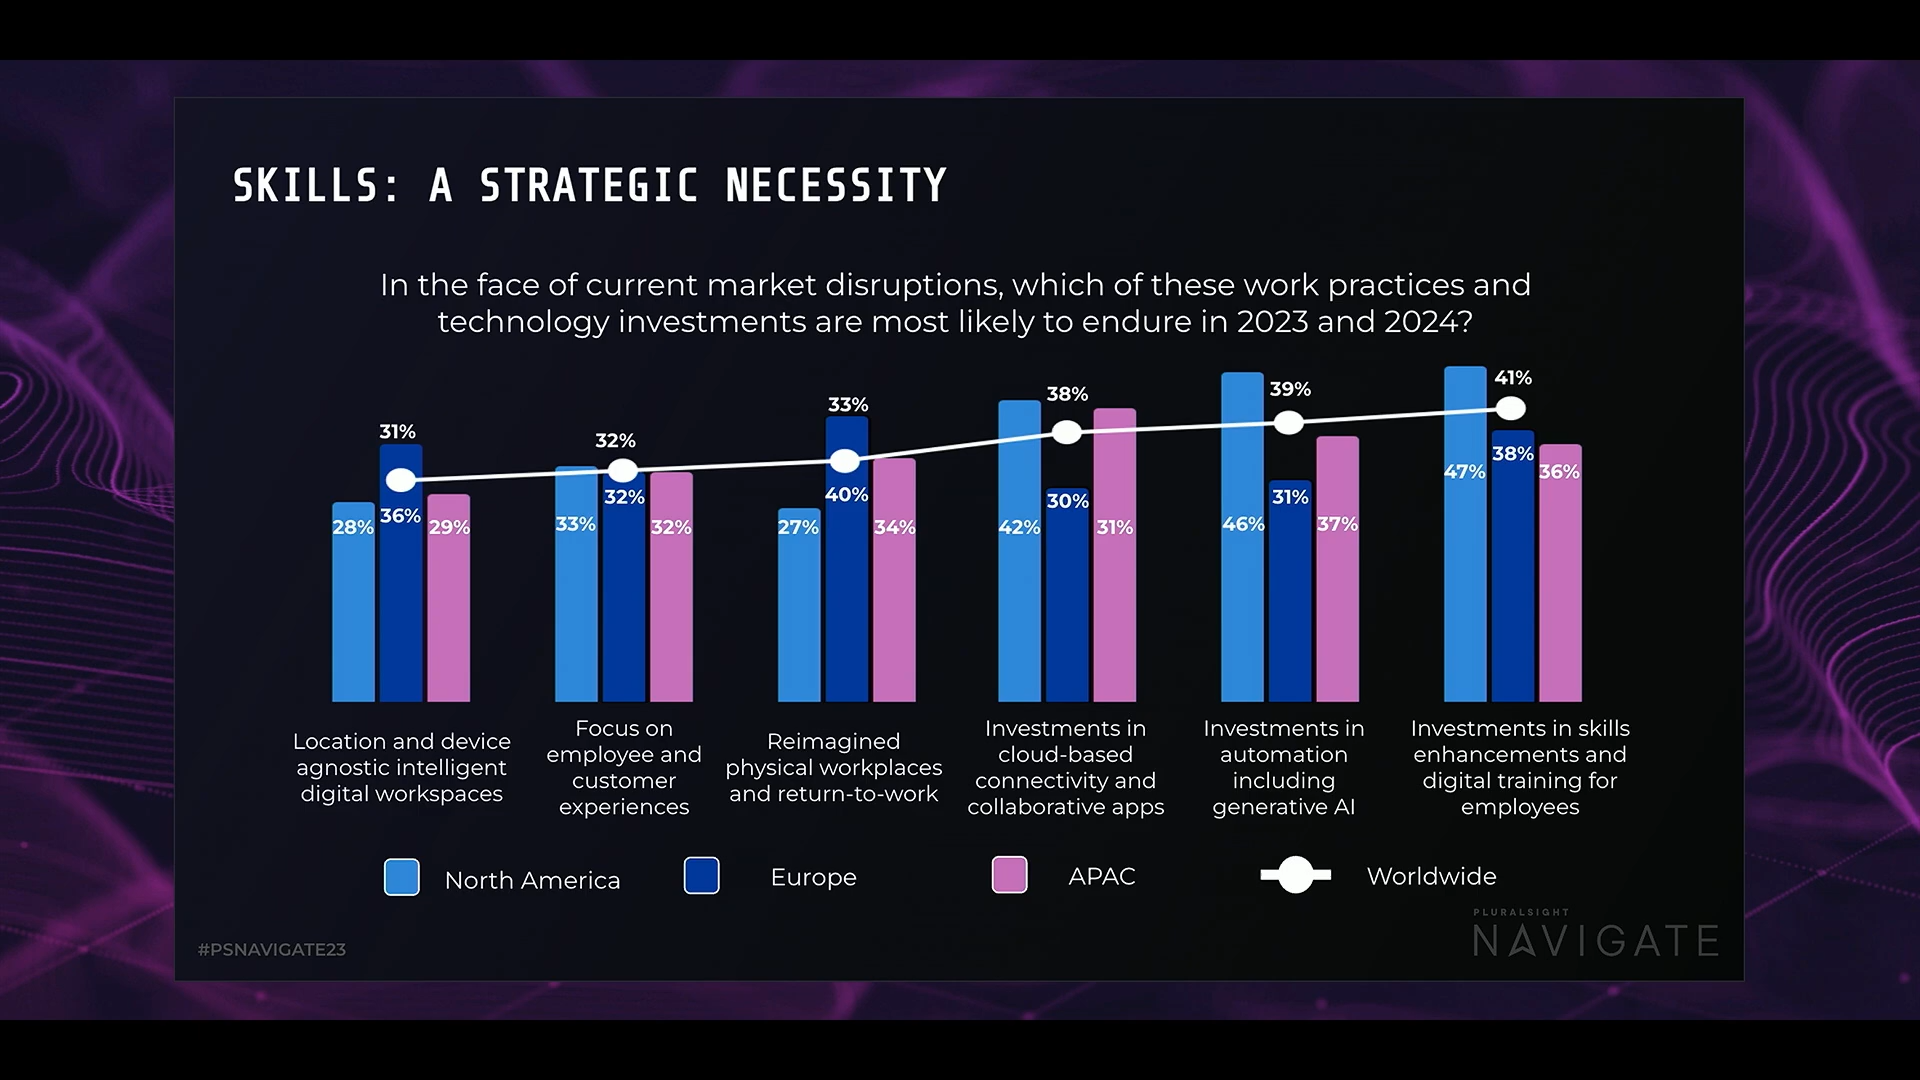 SKILLS: A STRATEGIC NECESSITY
In the face of current market disruptions, which of these work practices and
technology investments are most likely to endure in 2023 and 2024?
31%
28%
36%
29%
32%
33%
32%
32%
33%
27%
40%
34%
38%
42%
30%
31%
39%
46%
31%
37%
41%
47%
38%
36%
Location and device
agnostic intelligent
digital workspaces
Focus on
employee and
customer
experiences
Reimagined
physical workplaces
and return-to-work
Investments in
cloud-based
connectivity and
collaborative apps
Investments in
automation
including
generative AI
Investments in skills
enhancements and
digital training for
employees
North America
Europe
APAC
Worldwide
#PSNAVIGATE23
PLURALSIGHT
NAVIGATE